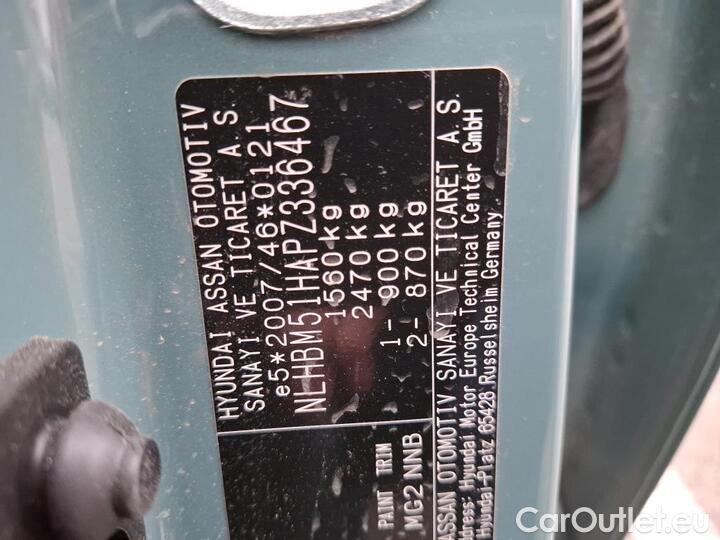 HYUNDAI ASSAN OTOMOTIV
SANAYI VE TICARET A.S.
e5*2007/46*0121
NLHBM51HAPZ336467
1560 kg
2470 kg
1- 900 kg
2- 870 kg
PAINT TRIM
MG2 NNB
ASSAN OTOMOTIV SANAYI VE TICARET A.S.
Address: Hyundai Motor Europe Technical Center GmbH
Hyundai-Platz 65428 Russelsheim Germany
CarOutlet.eu